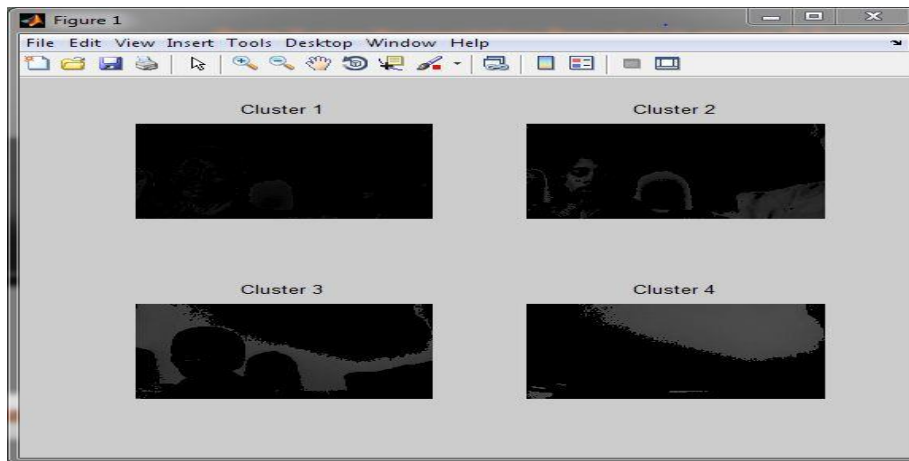 Figure 1
File Edit View Insert Tools Desktop Window Help
Cluster 1
Cluster 2
Cluster 3
Cluster 4